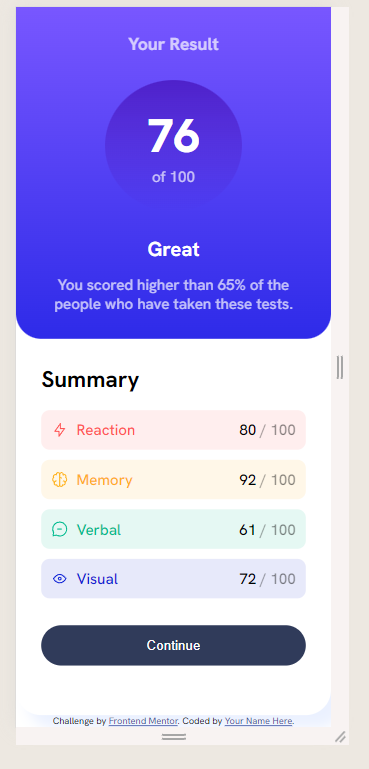 Your Result
76
of 100
Great
You scored higher than 65% of the
people who have taken these tests.
Summary
Reaction 80 / 100
Memory 92 / 100
Verbal 61 / 100
Visual 72 / 100
Continue
Challenge by Frontend Mentor. Coded by Your Name Here.